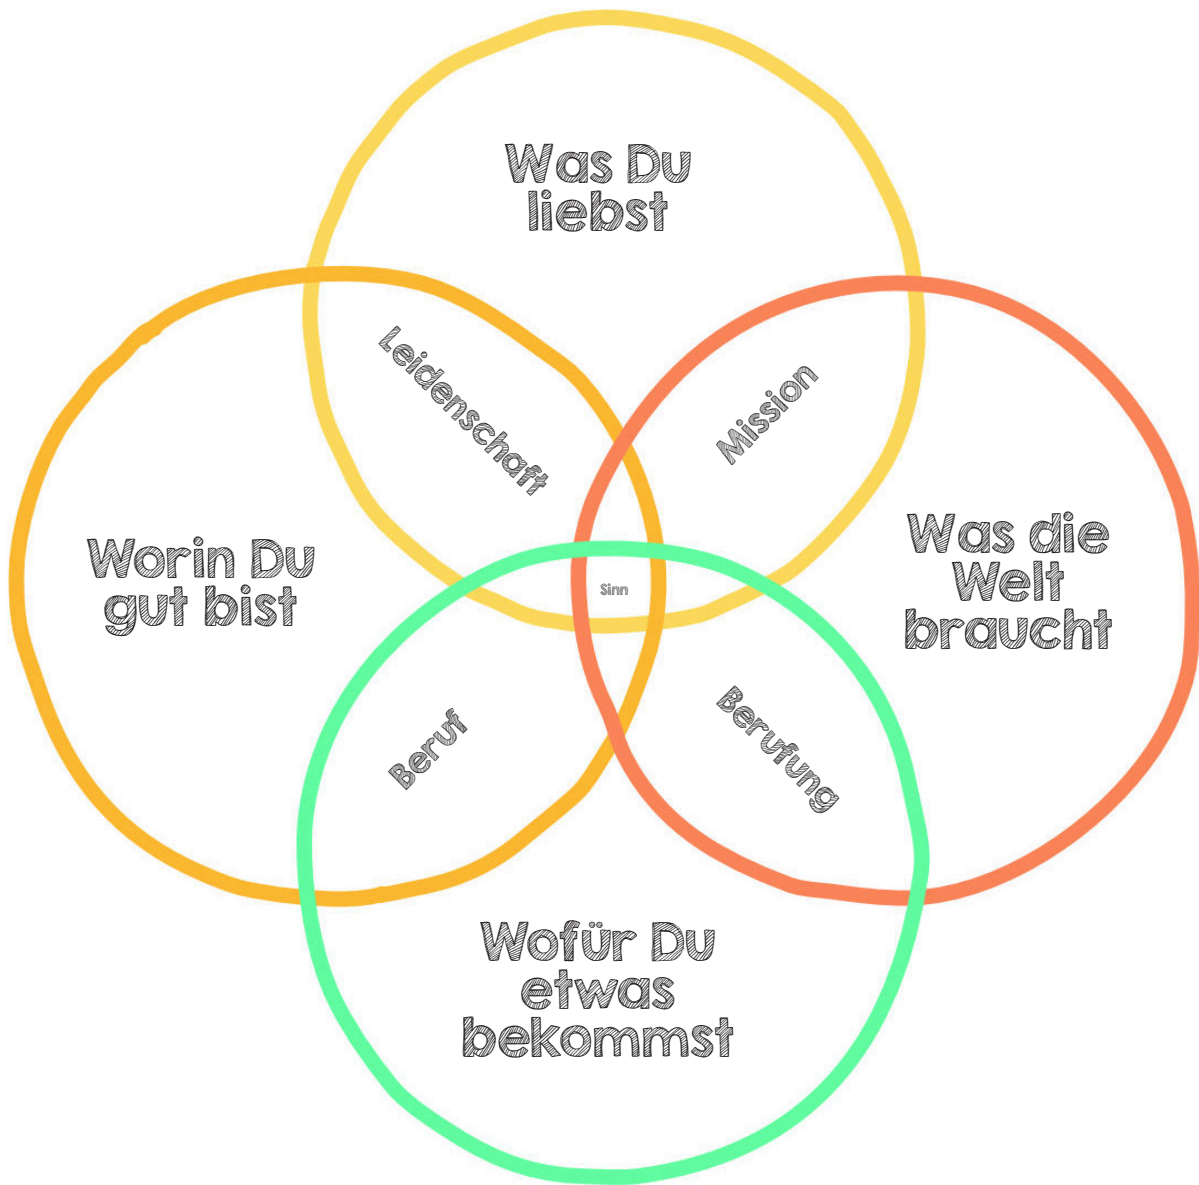 Was Du
liebst
Leidenschaft
Mission
Worin Du
gut bist
Was die
Welt
braucht
Sinn
Beruf
Berufung
Wofür Du
etwas
bekommst